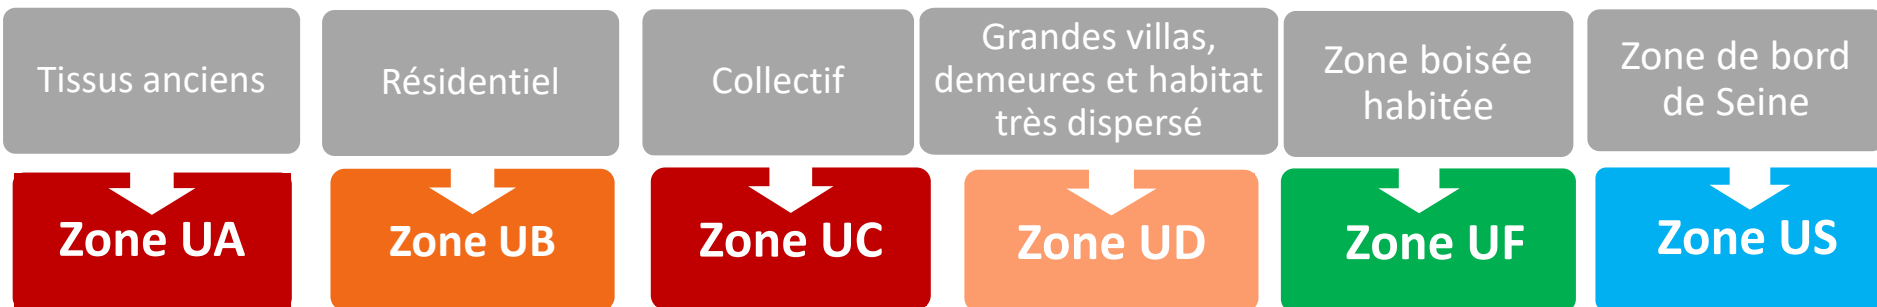 Tissus anciens
Résidentiel
Collectif
Grandes villas,
demeures et habitat
très dispersé
Zone boisée
habitée
Zone de bord
de Seine
Zone UA
Zone UB
Zone UC
Zone UD
Zone UF
Zone US